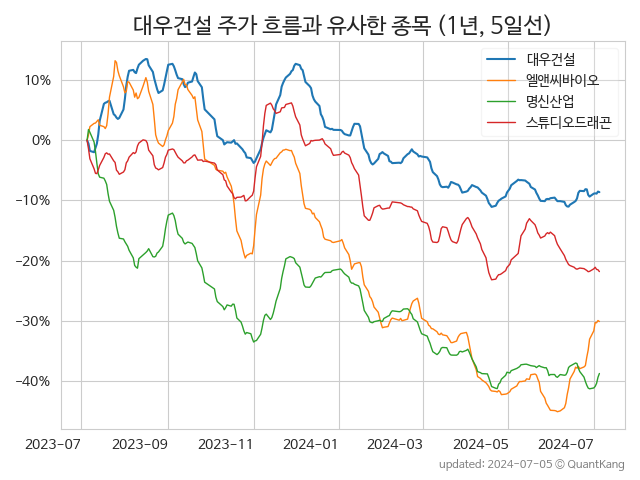 대우건설 주가 흐름과 유사한 종목 (1년, 5일선)
대우건설
엘앤씨바이오
명신산업
스튜디오드래곤
10%
0%
−10%
−20%
−30%
−40%
2023-07 2023-09 2023-11 2024-01 2024-03 2024-05 2024-07
updated: 2024-07-05 © QuantKang